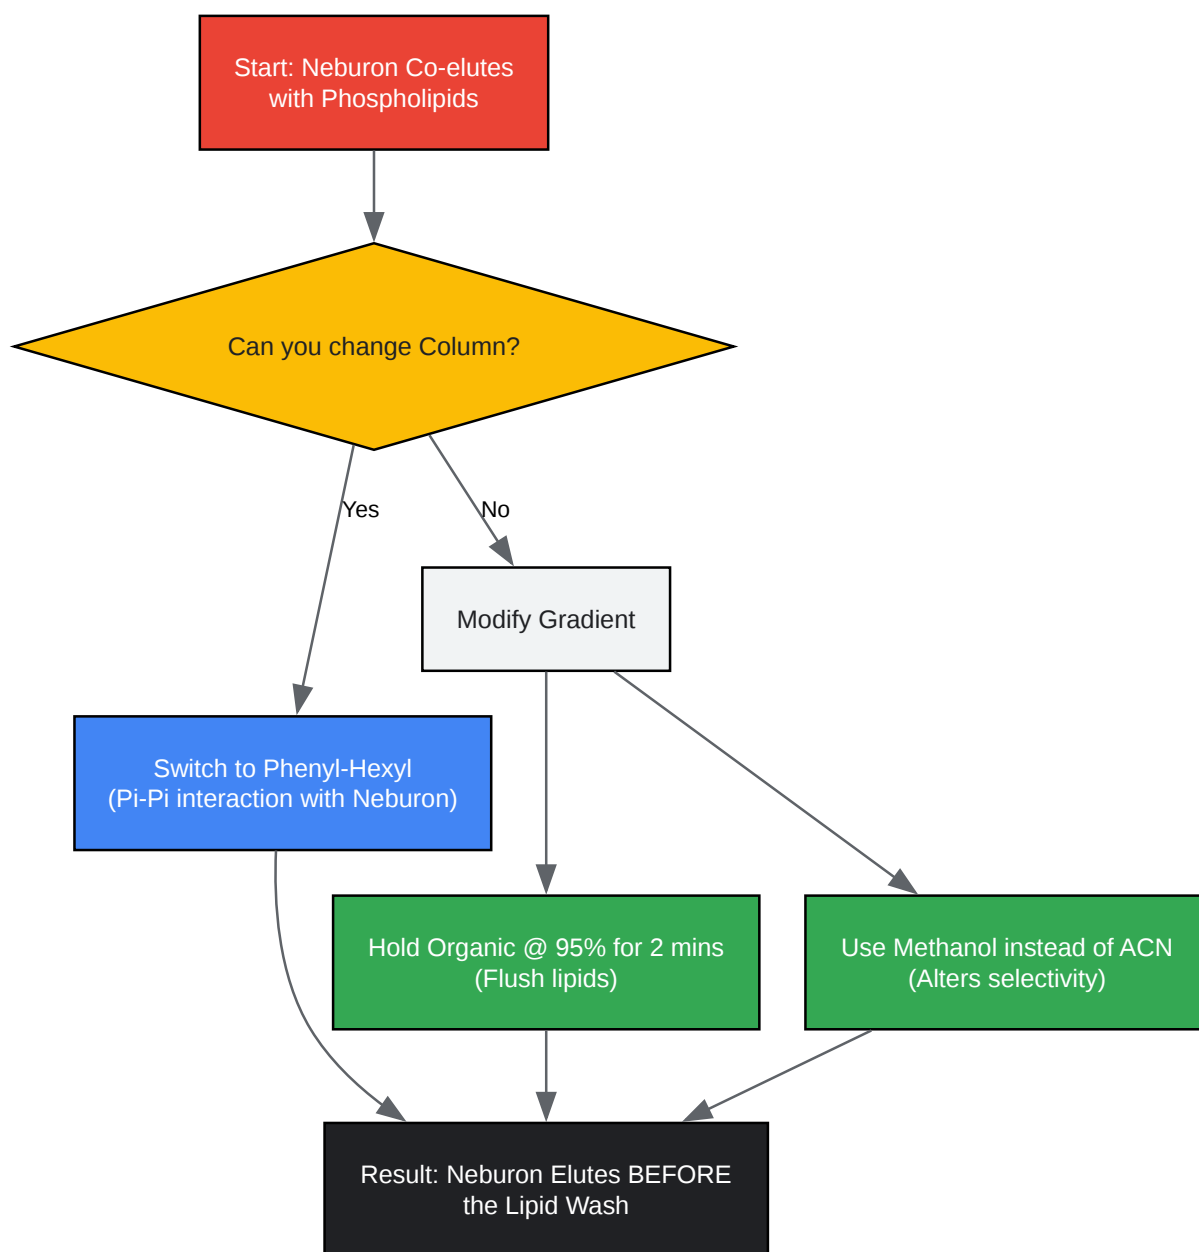 Start: Neburon Co-elutes
with Phospholipids
Can you change Column?
Yes
No
Modify Gradient
Switch to Phenyl-Hexyl
(Pi-Pi interaction with Neburon)
Hold Organic @ 95% for 2 mins
(Flush lipids)
Use Methanol instead of ACN
(Alters selectivity)
Result: Neburon Elutes BEFORE
the Lipid Wash